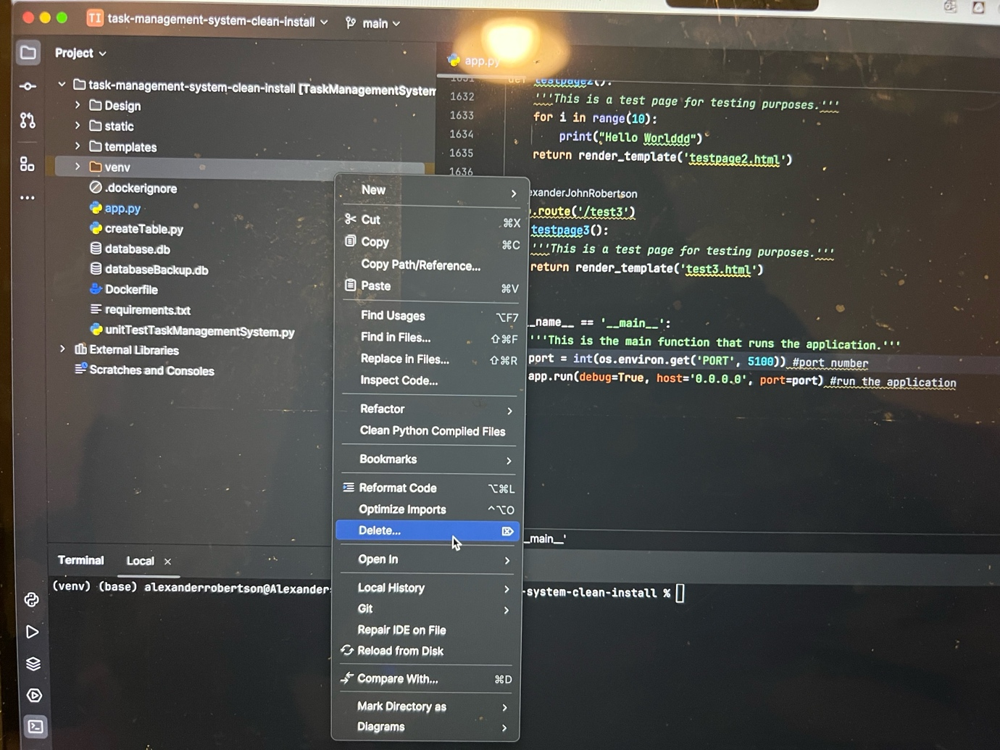 TI task-management-system-clean-install main
Project
app.py
task-management-system-clean-install [TaskManagementSystem
Design
static
templates
venv
.dockerignore
app.py
createTable.py
database.db
databaseBackup.db
Dockerfile
requirements.txt
unitTestTaskManagementSystem.py
External Libraries
Scratches and Consoles
1631 def testpage2():
1632 '''This is a test page for testing purposes.'''
1633 for i in range(10):
1634 print("Hello Worlddd")
1635 return render_template('testpage2.html')
1636
exanderJohnRobertson
.route('/test3')
testpage3():
'''This is a test page for testing purposes.'''
return render_template('test3.html')
__name__ == '__main__':
'''This is the main function that runs the application.'''
port = int(os.environ.get('PORT', 5100)) #port number
app.run(debug=True, host='0.0.0.0', port=port) #run the application
New
Cut ⌘X
Copy ⌘C
Copy Path/Reference...
Paste ⌘V
Find Usages ⌥F7
Find in Files... ⇧⌘F
Replace in Files... ⇧⌘R
Inspect Code...
Refactor
Clean Python Compiled Files
Bookmarks
Reformat Code ⌥⌘L
Optimize Imports ^⌥O
Delete... ⌦
Open In
Local History
Git
Repair IDE on File
Reload from Disk
Compare With... ⌘D
Mark Directory as
Diagrams
_main__'
Terminal Local ×
(venv) (base) alexanderrobertson@Alexander -system-clean-install %